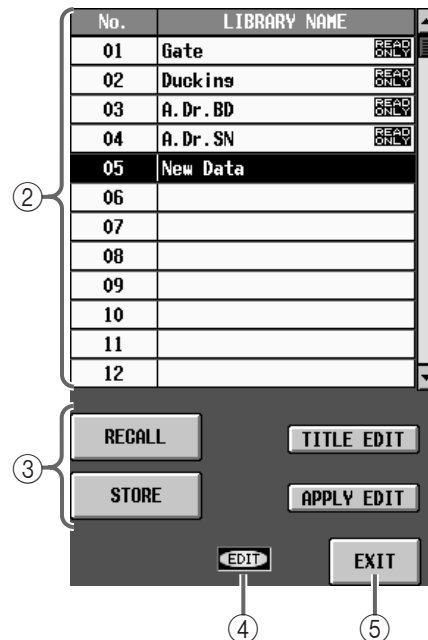 No. LIBRARY NAME
01 Gate READ ONLY
02 Ducking READ ONLY
03 A.Dr.BD READ ONLY
04 A.Dr.SN READ ONLY
05 New Data
06
07
08
09
10
11
12
②
RECALL TITLE EDIT
③
STORE APPLY EDIT
EDIT EXIT
④ ⑤